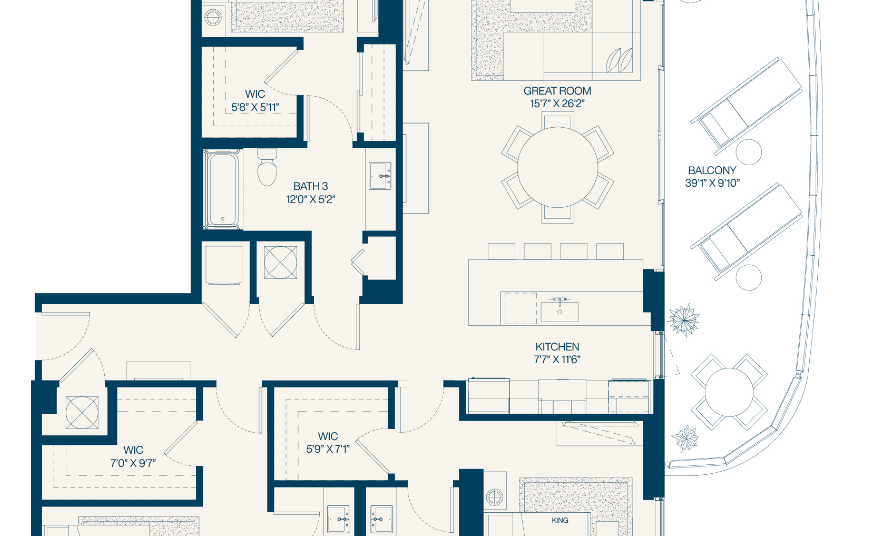 GREAT ROOM
15'7" X 26'2"
WIC
5'8" X 5'11"
BALCONY
39'1" X 9'10"
BATH 3
12'0" X 5'2"
KITCHEN
7'7" X 11'6"
WIC
5'9" X 7'1"
WIC
7'0" X 9'7"
KING